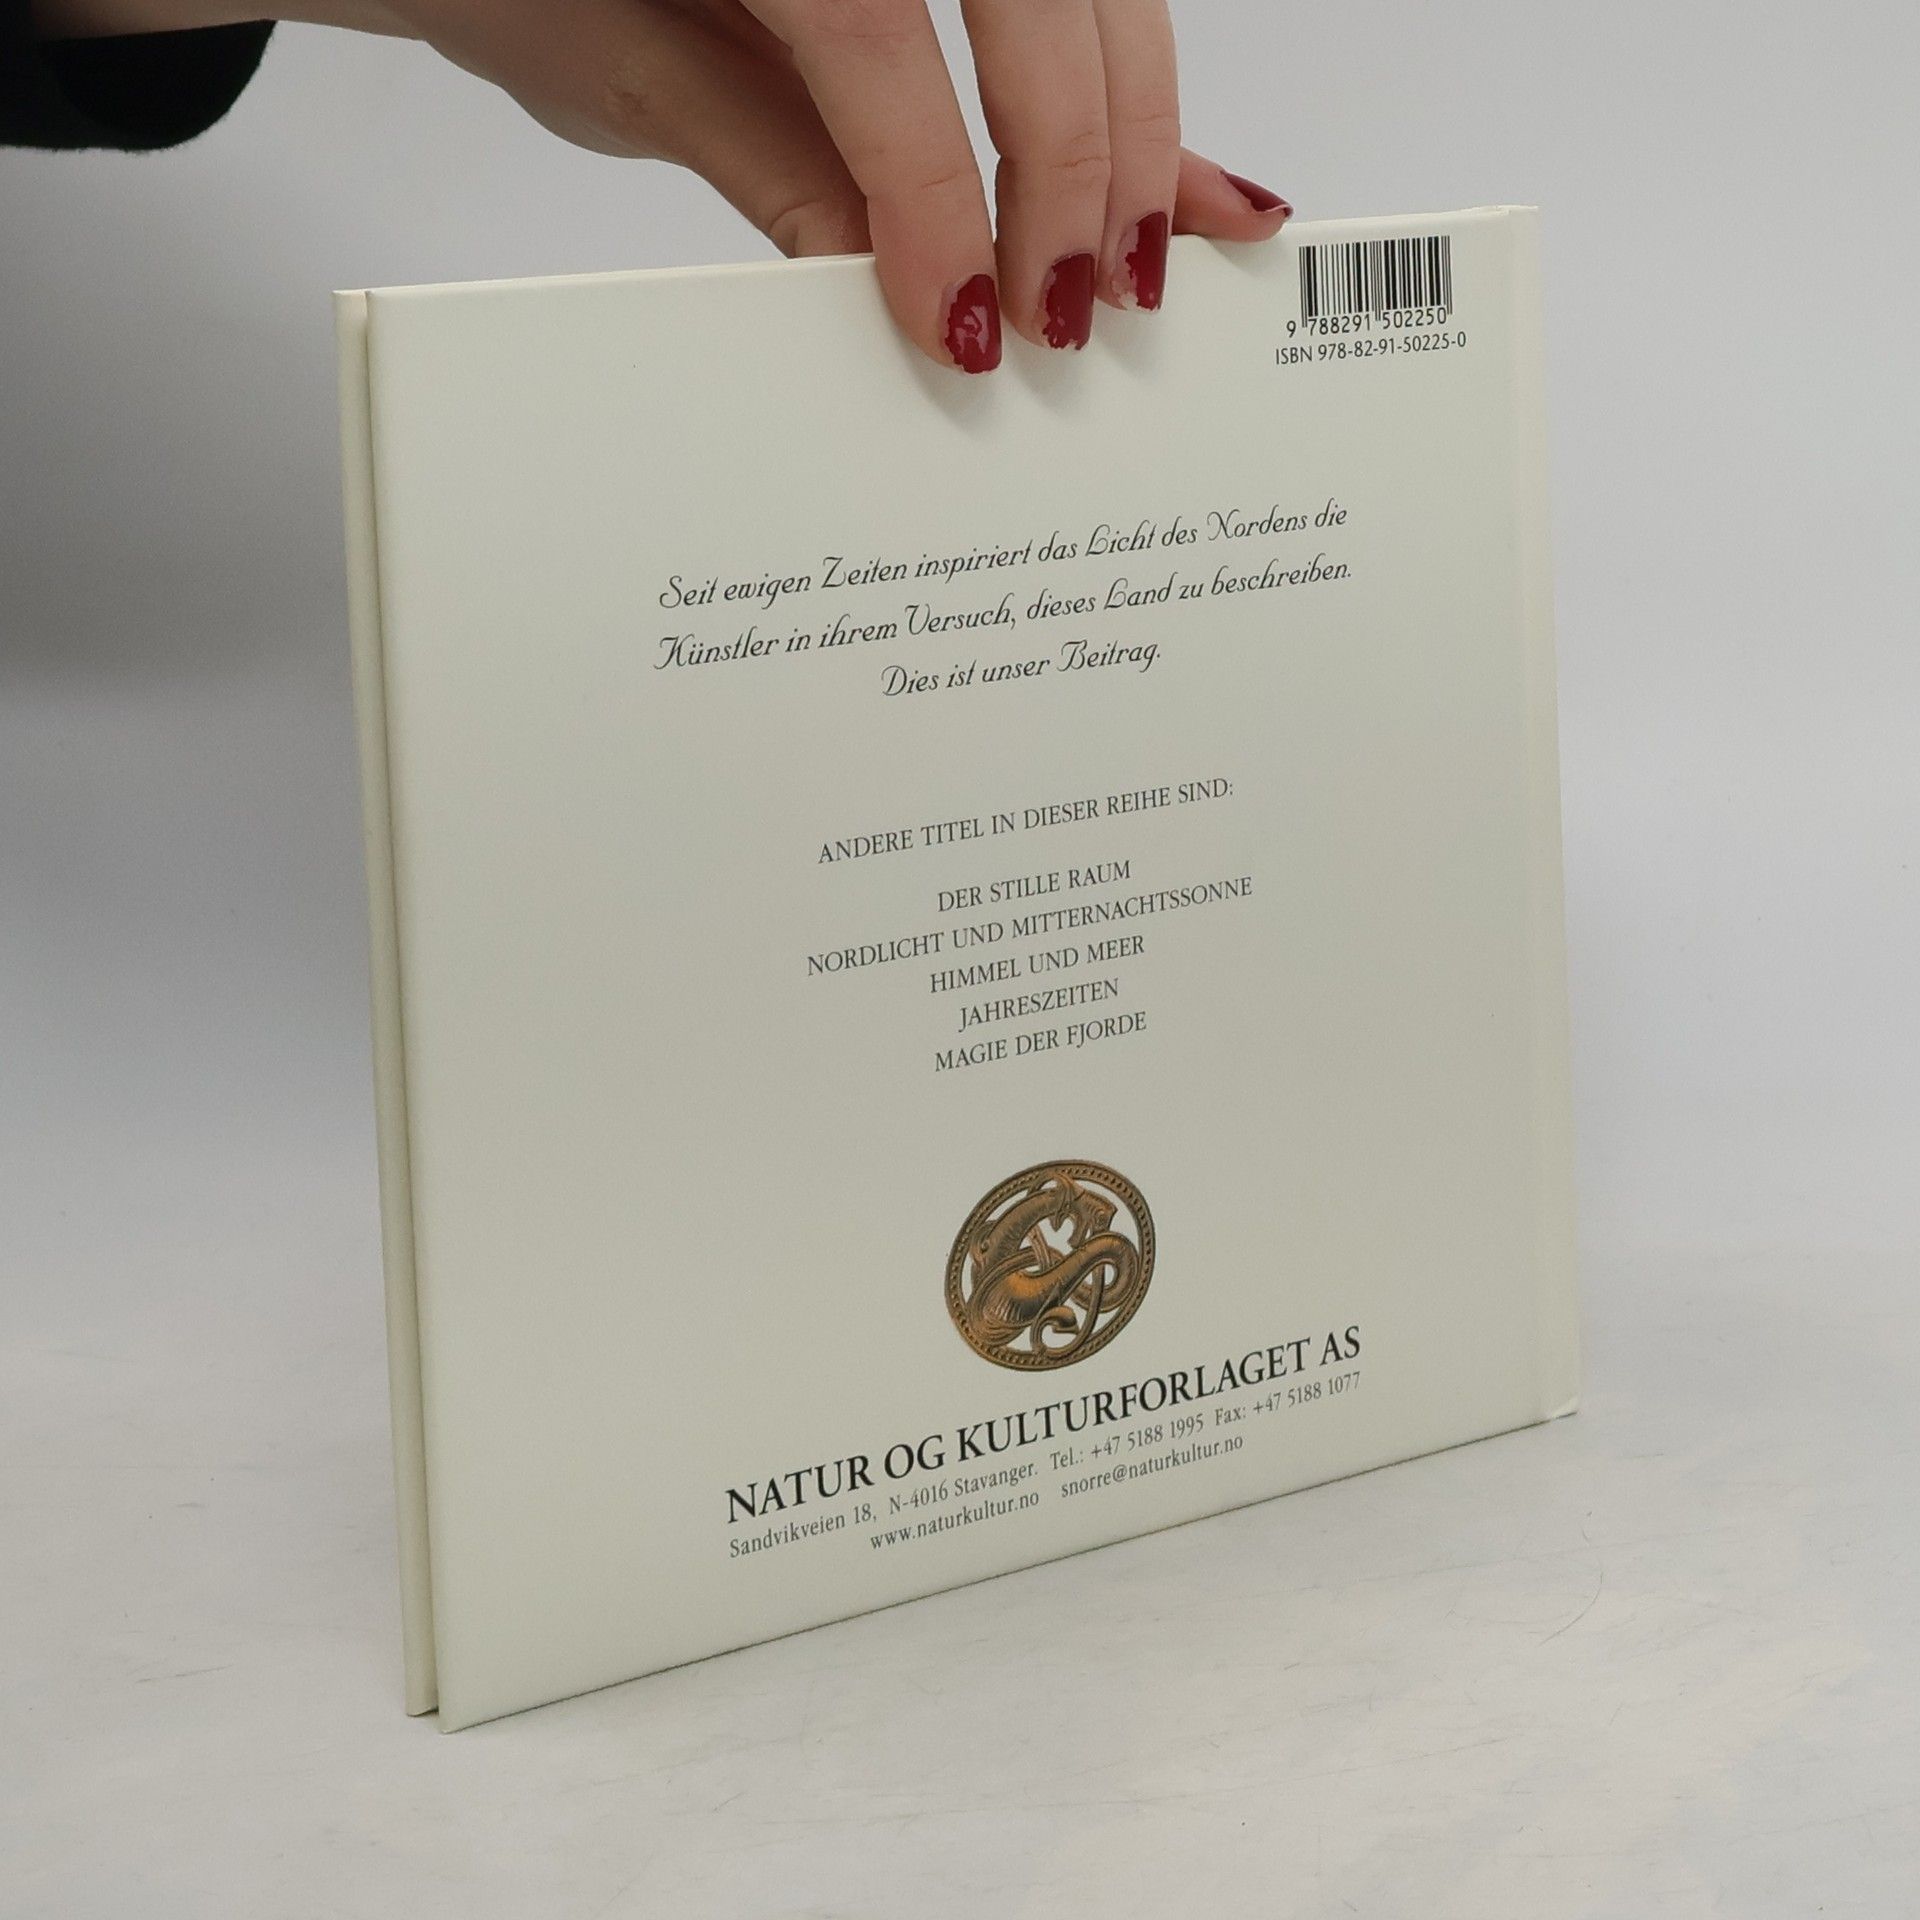 9 788291 502250
ISBN 978-82-91-50225-0
Seit ewigen Zeiten inspiriert das Licht des Nordens die
Künstler in ihrem Versuch, dieses Land zu beschreiben.
Dies ist unser Beitrag.
ANDERE TITEL IN DIESER REIHE SIND:
DER STILLE RAUM
NORDLICHT UND MITTERNACHTSSONNE
HIMMEL UND MEER
JAHRESZEITEN
MAGIE DER FJORDE
NATUR OG KULTURFORLAGET AS
Sandvikveien 18, N-4016 Stavanger. Tel.: +47 5188 1995 Fax: +47 5188 1077
www.naturkultur.no snorre@naturkultur.no